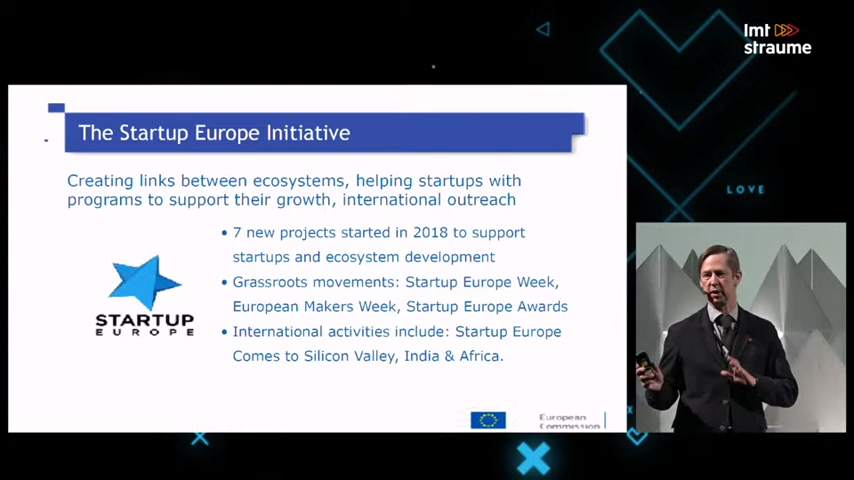 lmt
straume
The Startup Europe Initiative
Creating links between ecosystems, helping startups with
programs to support their growth, international outreach
• 7 new projects started in 2018 to support
startups and ecosystem development
• Grassroots movements: Startup Europe Week,
European Makers Week, Startup Europe Awards
• International activities include: Startup Europe
Comes to Silicon Valley, India & Africa.
STARTUP
EUROPE
European
Commission
LOVE